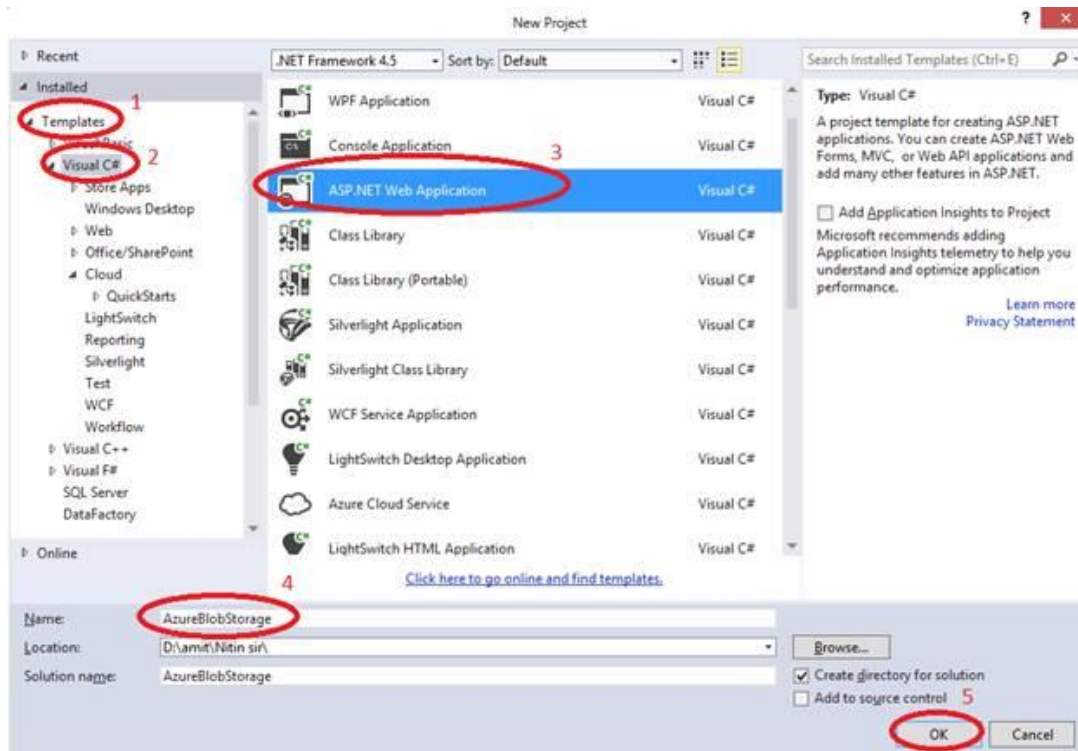 New Project
?
Recent
.NET Framework 4.5
Sort by: Default
Search Installed Templates (Ctrl+E)
Installed
1
Templates
2
Visual C#
Store Apps
Windows Desktop
Web
Office/SharePoint
Cloud
QuickStarts
LightSwitch
Reporting
Silverlight
Test
WCF
Workflow
Visual C++
Visual F#
SQL Server
DataFactory
Online
WPF Application Visual C#
Console Application Visual C#
3
ASP.NET Web Application Visual C#
Class Library Visual C#
Class Library (Portable) Visual C#
Silverlight Application Visual C#
Silverlight Class Library Visual C#
WCF Service Application Visual C#
LightSwitch Desktop Application Visual C#
Azure Cloud Service Visual C#
LightSwitch HTML Application Visual C#
Click here to go online and find templates.
Type: Visual C#
A project template for creating ASP.NET
applications. You can create ASP.NET Web
Forms, MVC, or Web API applications and
add many other features in ASP.NET.
Add Application Insights to Project
Microsoft recommends adding
Application Insights telemetry to help you
understand and optimize application
performance.
Learn more
Privacy Statement
4
Name: AzureBlobStorage
Location: D:\amit\Nitin sir\
Browse...
Solution name: AzureBlobStorage
Create directory for solution
Add to source control
5
OK
Cancel